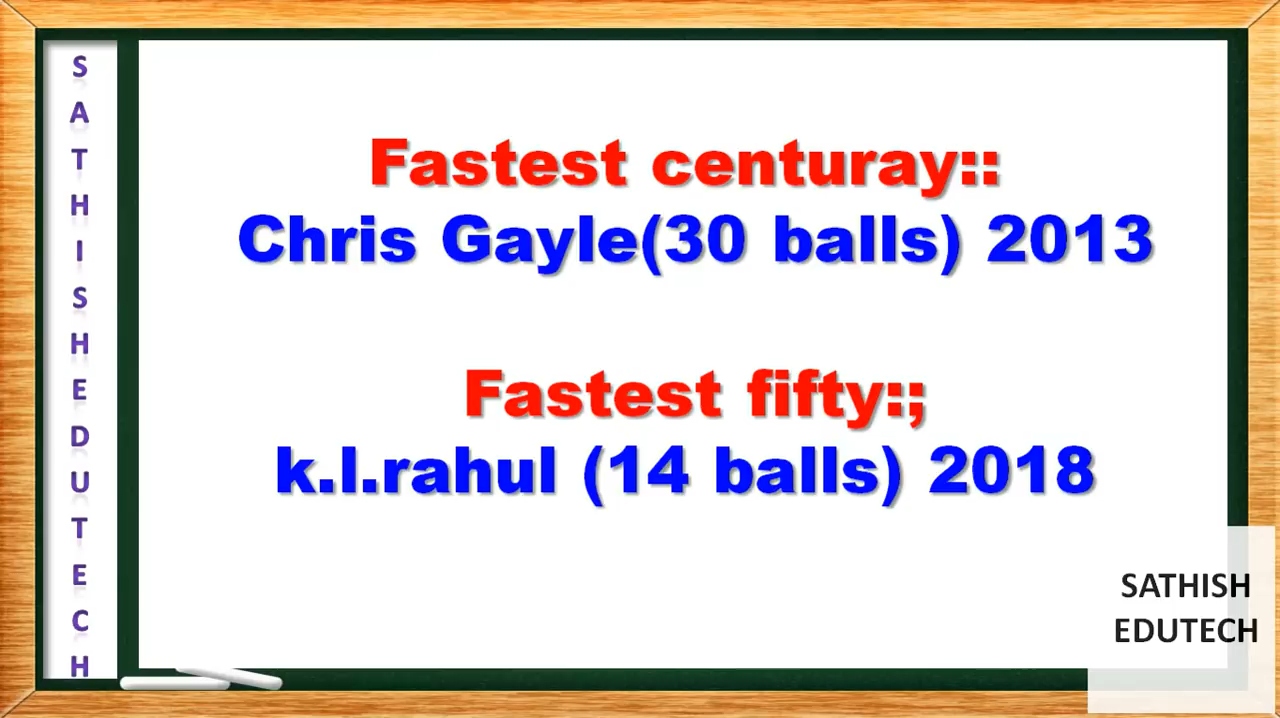 SATHISHEDUTECH
Fastest centuray::
Chris Gayle(30 balls) 2013
Fastest fifty:;
k.l.rahul (14 balls) 2018
SATHISH
EDUTECH